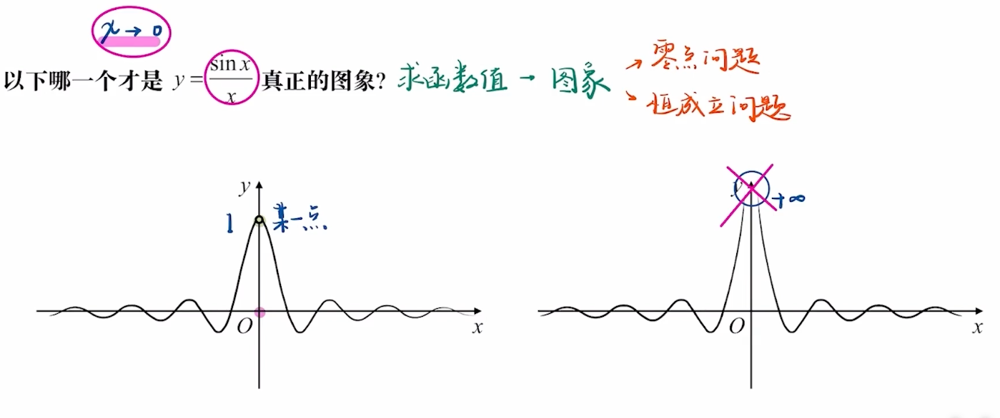 x → 0
以下哪一个才是 y = sin x / x 真正的图象? 求函数值 → 图象
→ 零点问题
→ 恒成立问题
y
1 某一点
O
x
y
+∞
O
x